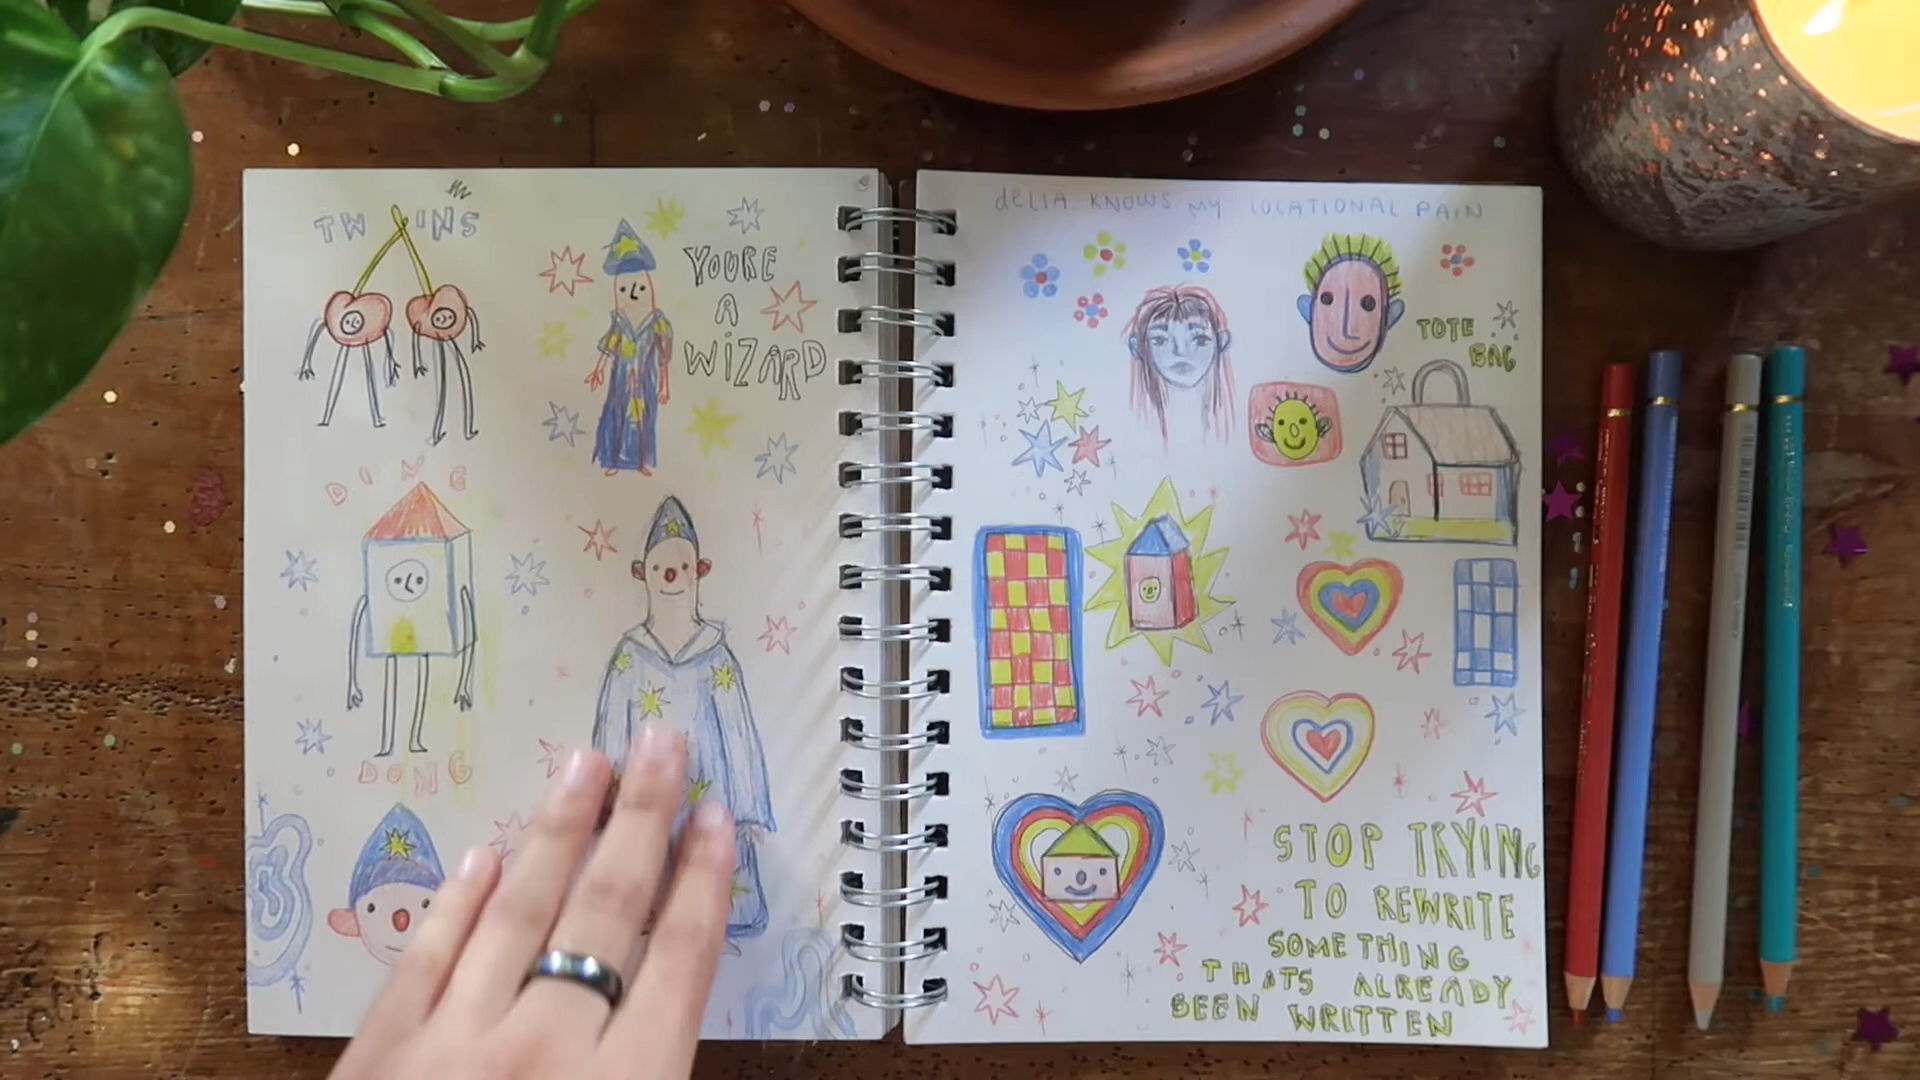 TWINS
YOURE
A
WIZARD
DING
DONG
delIA KNOWS My LOCATIONAL PAIN
TOTE
BAG
STOP TRYING
TO REWRITE
SOMETHING
THATS ALREADY
BEEN WRITTEN